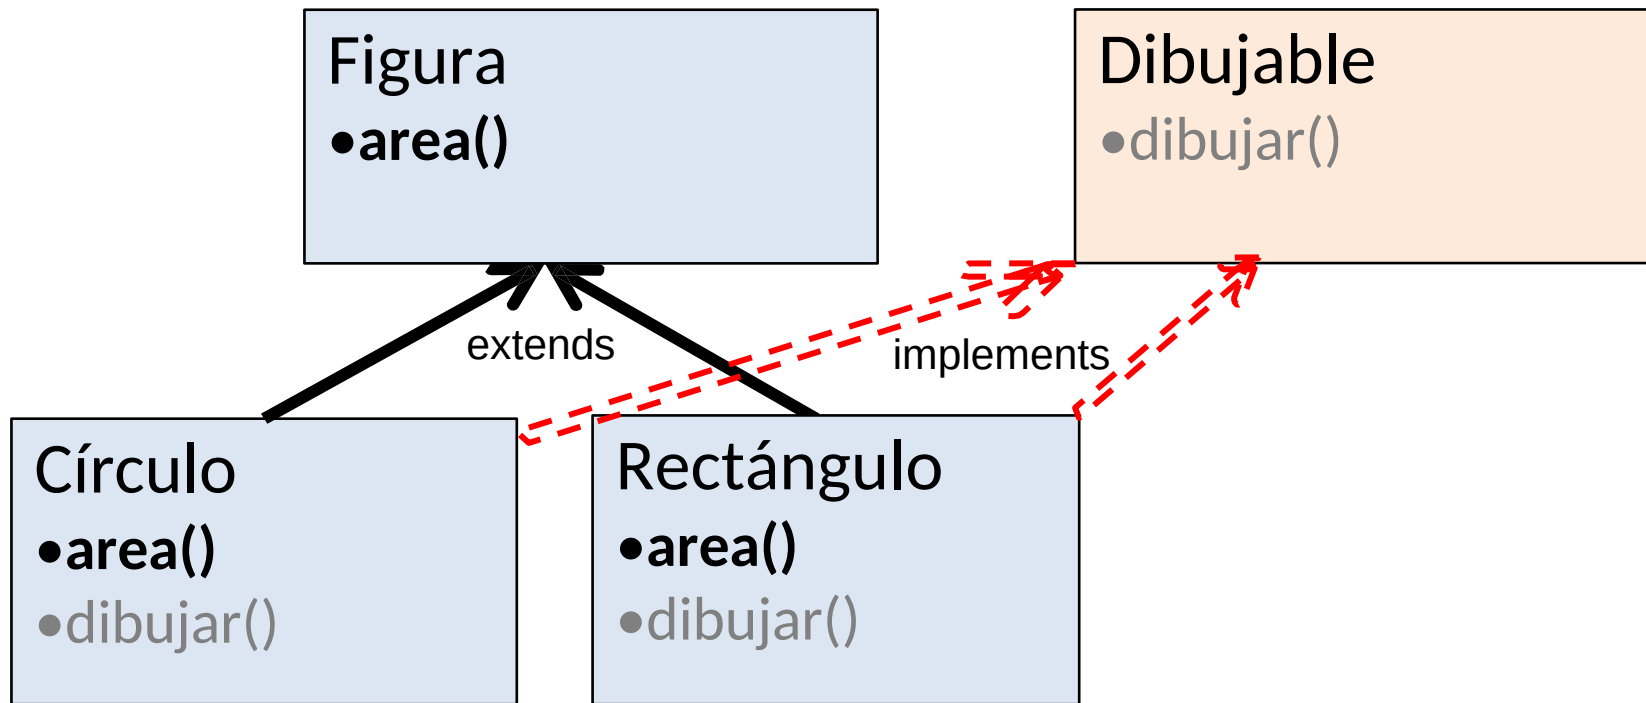 Figura
•area()
Dibujable
•dibujar()
extends
implements
Círculo
•area()
•dibujar()
Rectángulo
•area()
•dibujar()